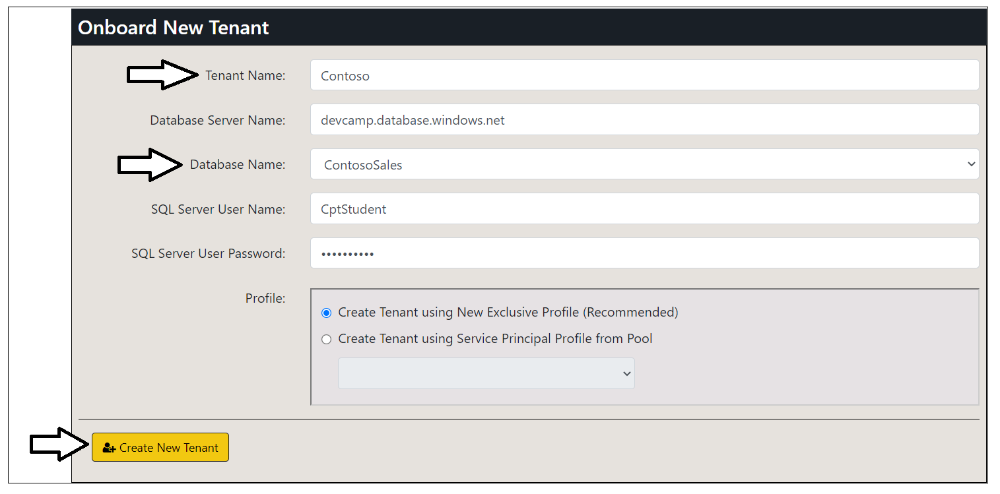 Onboard New Tenant
Tenant Name: Contoso
Database Server Name: devcamp.database.windows.net
Database Name: ContosoSales
SQL Server User Name: CptStudent
SQL Server User Password: ••••••••••
Profile:
Create Tenant using New Exclusive Profile (Recommended)
Create Tenant using Service Principal Profile from Pool
Create New Tenant